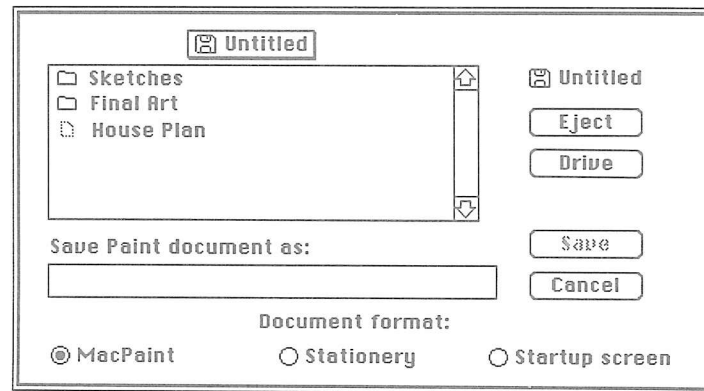 Untitled
Sketches
Final Art
House Plan
Untitled
Eject
Drive
Save Paint document as:
Save
Cancel
Document format:
MacPaint Stationery Startup screen